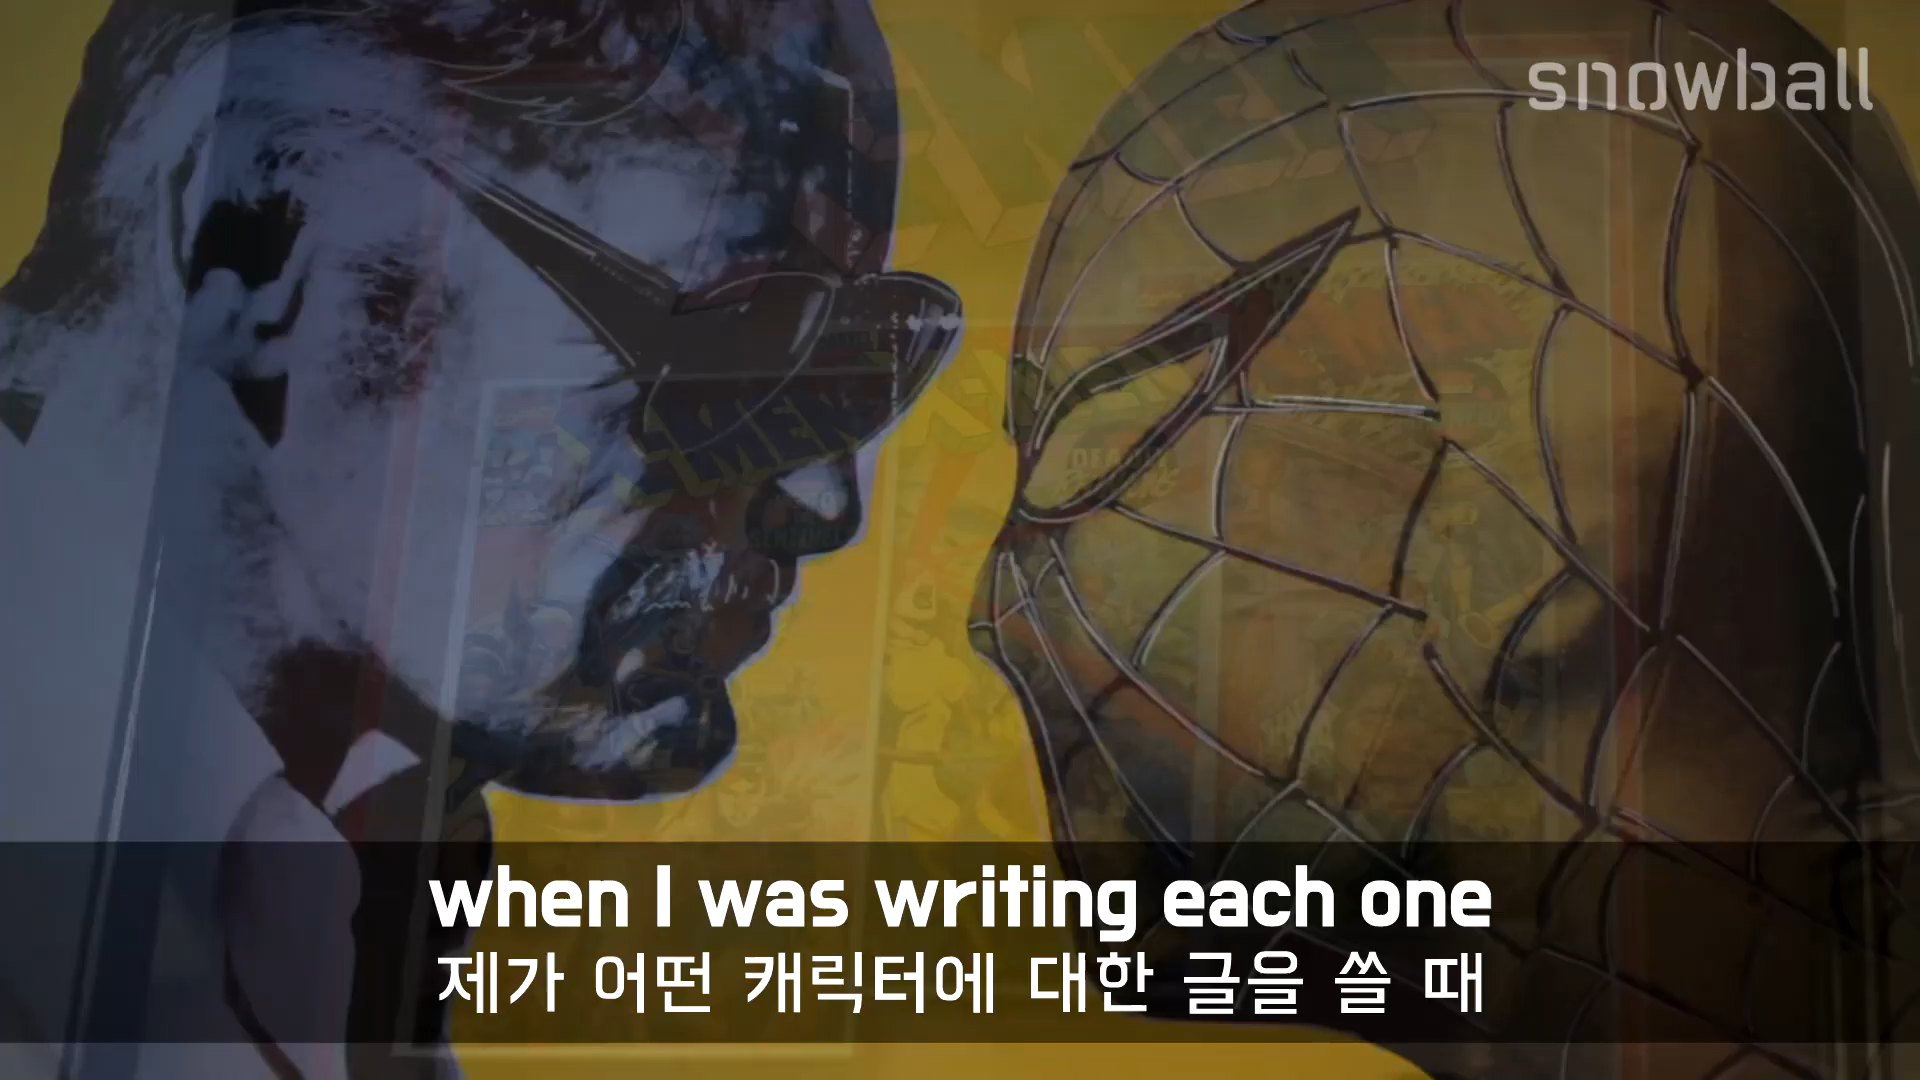 snowball
when I was writing each one
제가 어떤 캐릭터에 대한 글을 쓸 때